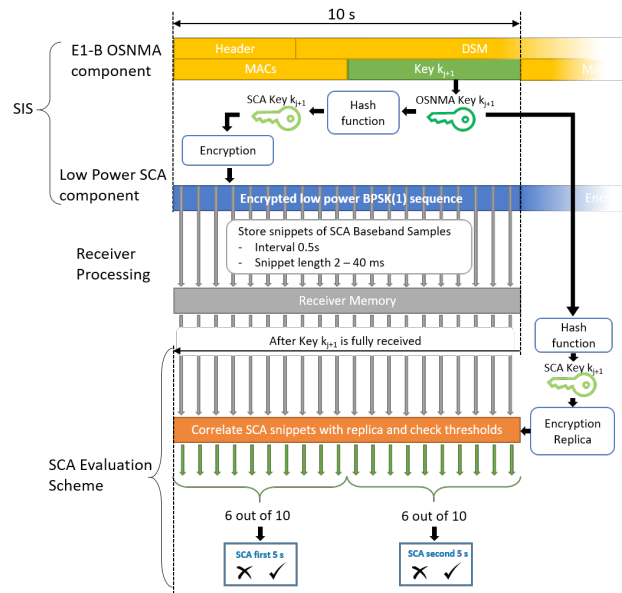 10 s
E1-B OSNMA
component
Header
DSM
MACs
Key kj+1
SIS
SCA Key kj+1
Hash
function
OSNMA Key kj+1
Encryption
Low Power SCA
component
Encrypted low power BPSK(1) sequence
Store snippets of SCA Baseband Samples
- Interval 0.5s
- Snippet length 2 – 40 ms
Receiver
Processing
Receiver Memory
After Key kj+1 is fully received
Hash
function
SCA Key kj+1
Encryption
Replica
Correlate SCA snippets with replica and check thresholds
SCA Evaluation
Scheme
6 out of 10
6 out of 10
SCA first 5 s
SCA second 5 s